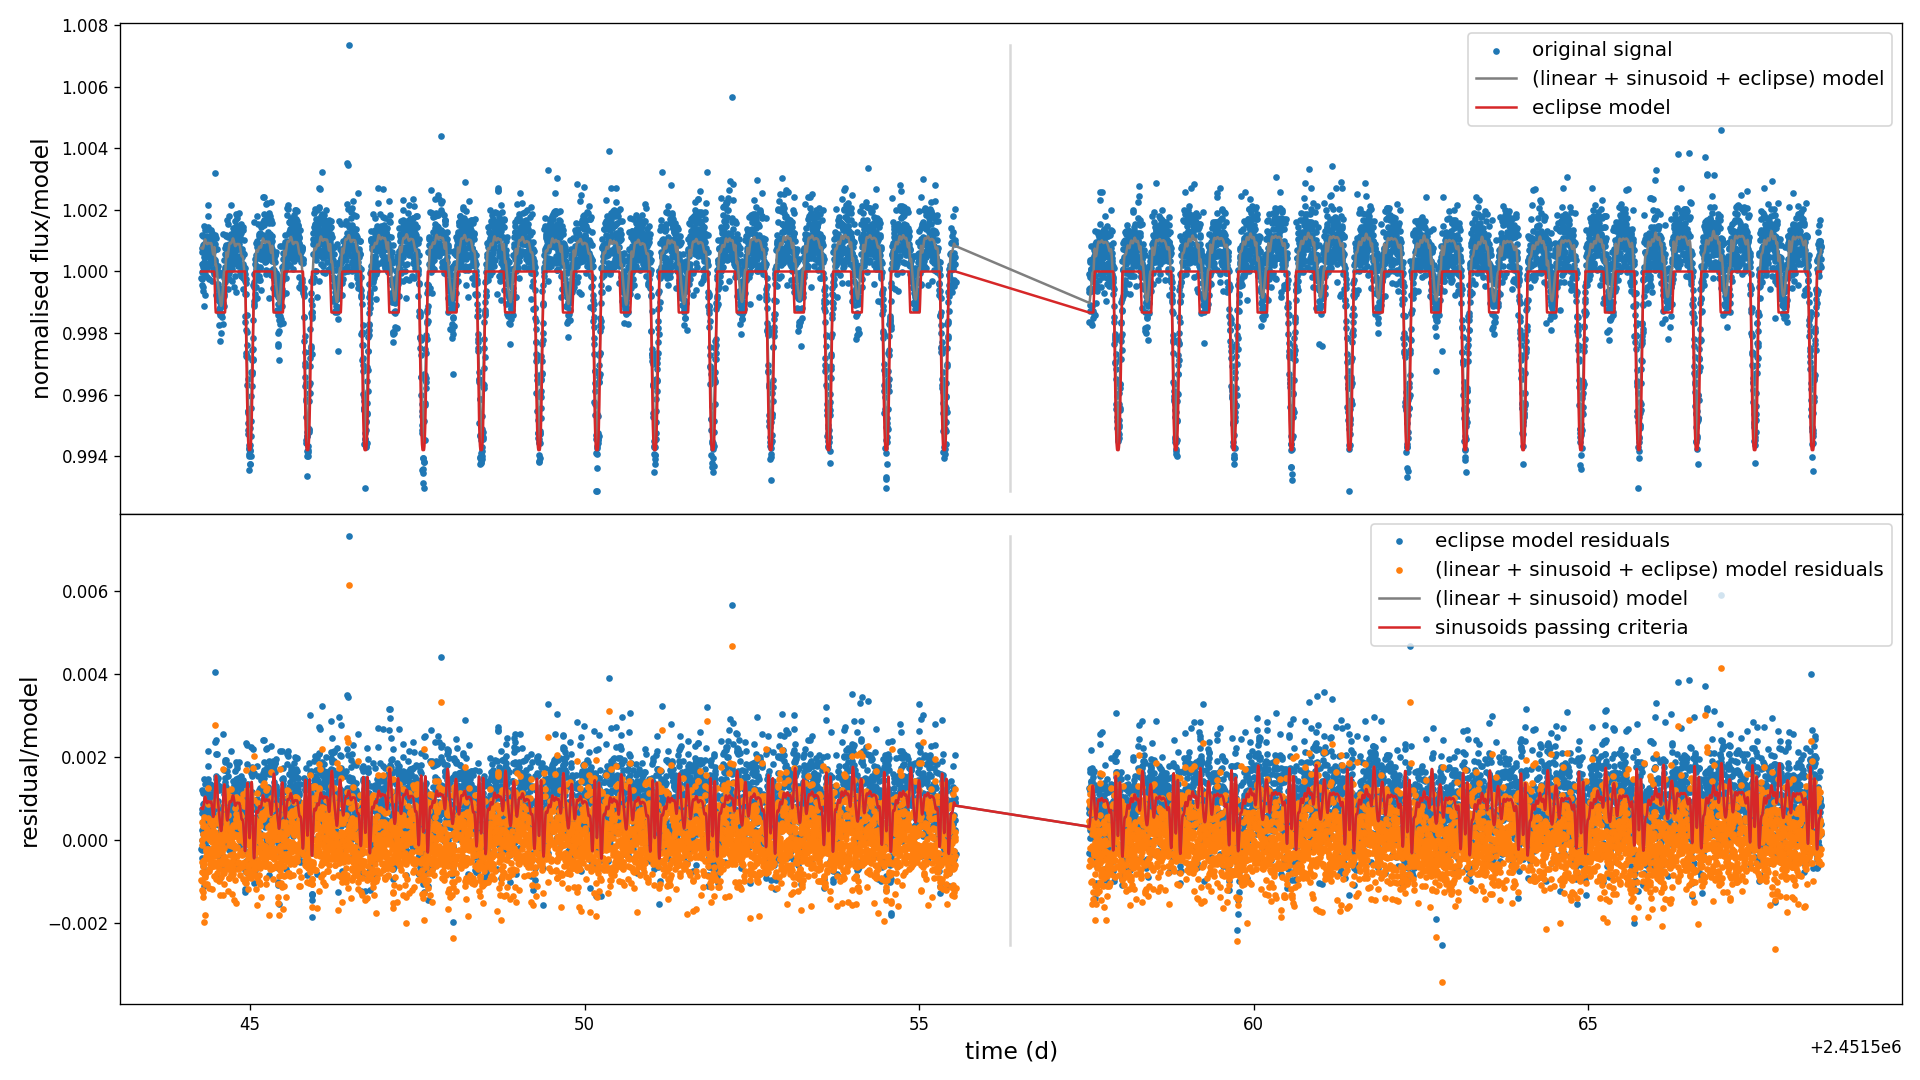 1.008
1.006
1.004
1.002
1.000
0.998
0.996
0.994
normalised flux/model
original signal
(linear + sinusoid + eclipse) model
eclipse model
0.006
0.004
0.002
0.000
−0.002
residual/model
eclipse model residuals
(linear + sinusoid + eclipse) model residuals
(linear + sinusoid) model
sinusoids passing criteria
45
50
55
60
65
time (d)
+2.4515e6